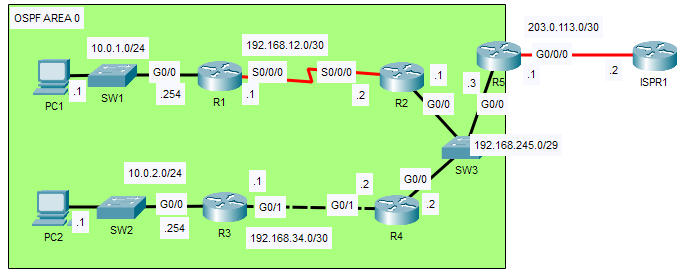 OSPF AREA 0
203.0.113.0/30
10.0.1.0/24
192.168.12.0/30
G0/0/0
G0/0
S0/0/0
S0/0/0
R5
.1
.2
ISPR1
PC1
.1
SW1
.254
R1
.1
.2
R2
.1
.3
G0/0
G0/0
192.168.245.0/29
SW3
10.0.2.0/24
G0/0
.1
.2
G0/0
G0/0
G0/1
G0/1
.2
PC2
.1
SW2
.254
R3
192.168.34.0/30
R4